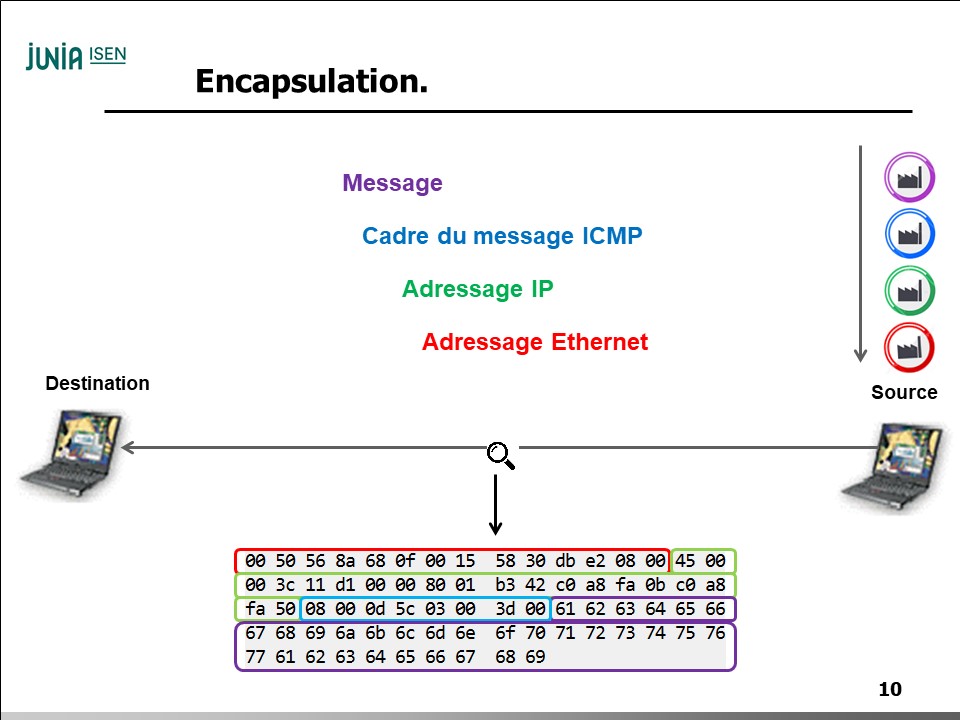 JUNIA ISEN
Encapsulation.
Message
Cadre du message ICMP
Adressage IP
Adressage Ethernet
Destination
Source
00 50 56 8a 68 0f 00 15 58 30 db e2 08 00 45 00
00 3c 11 d1 00 00 80 01 b3 42 c0 a8 fa 0b c0 a8
fa 50 08 00 0d 5c 03 00 3d 00 61 62 63 64 65 66
67 68 69 6a 6b 6c 6d 6e 6f 70 71 72 73 74 75 76
77 61 62 63 64 65 66 67 68 69
10